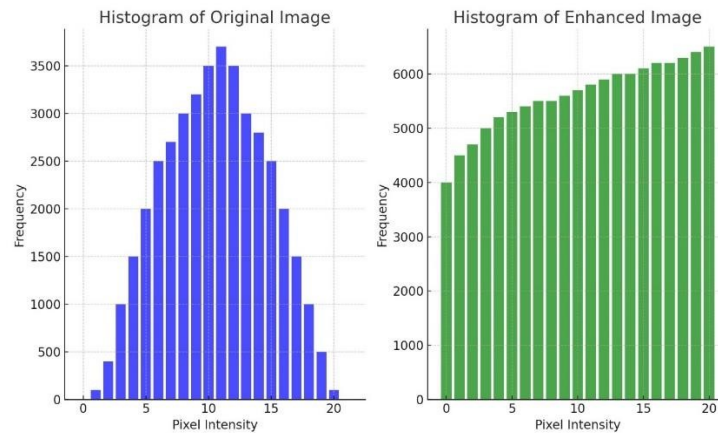 Histogram of Original Image
3500
3000
2500
2000
1500
1000
500
0
Frequency
0 5 10 15 20
Pixel Intensity
Histogram of Enhanced Image
6000
5000
4000
3000
2000
1000
0
Frequency
0 5 10 15 20
Pixel Intensity